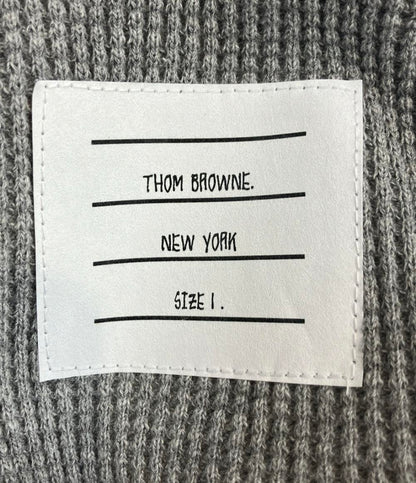 THOM BROWNE.
NEW YORK
SIZE 1.